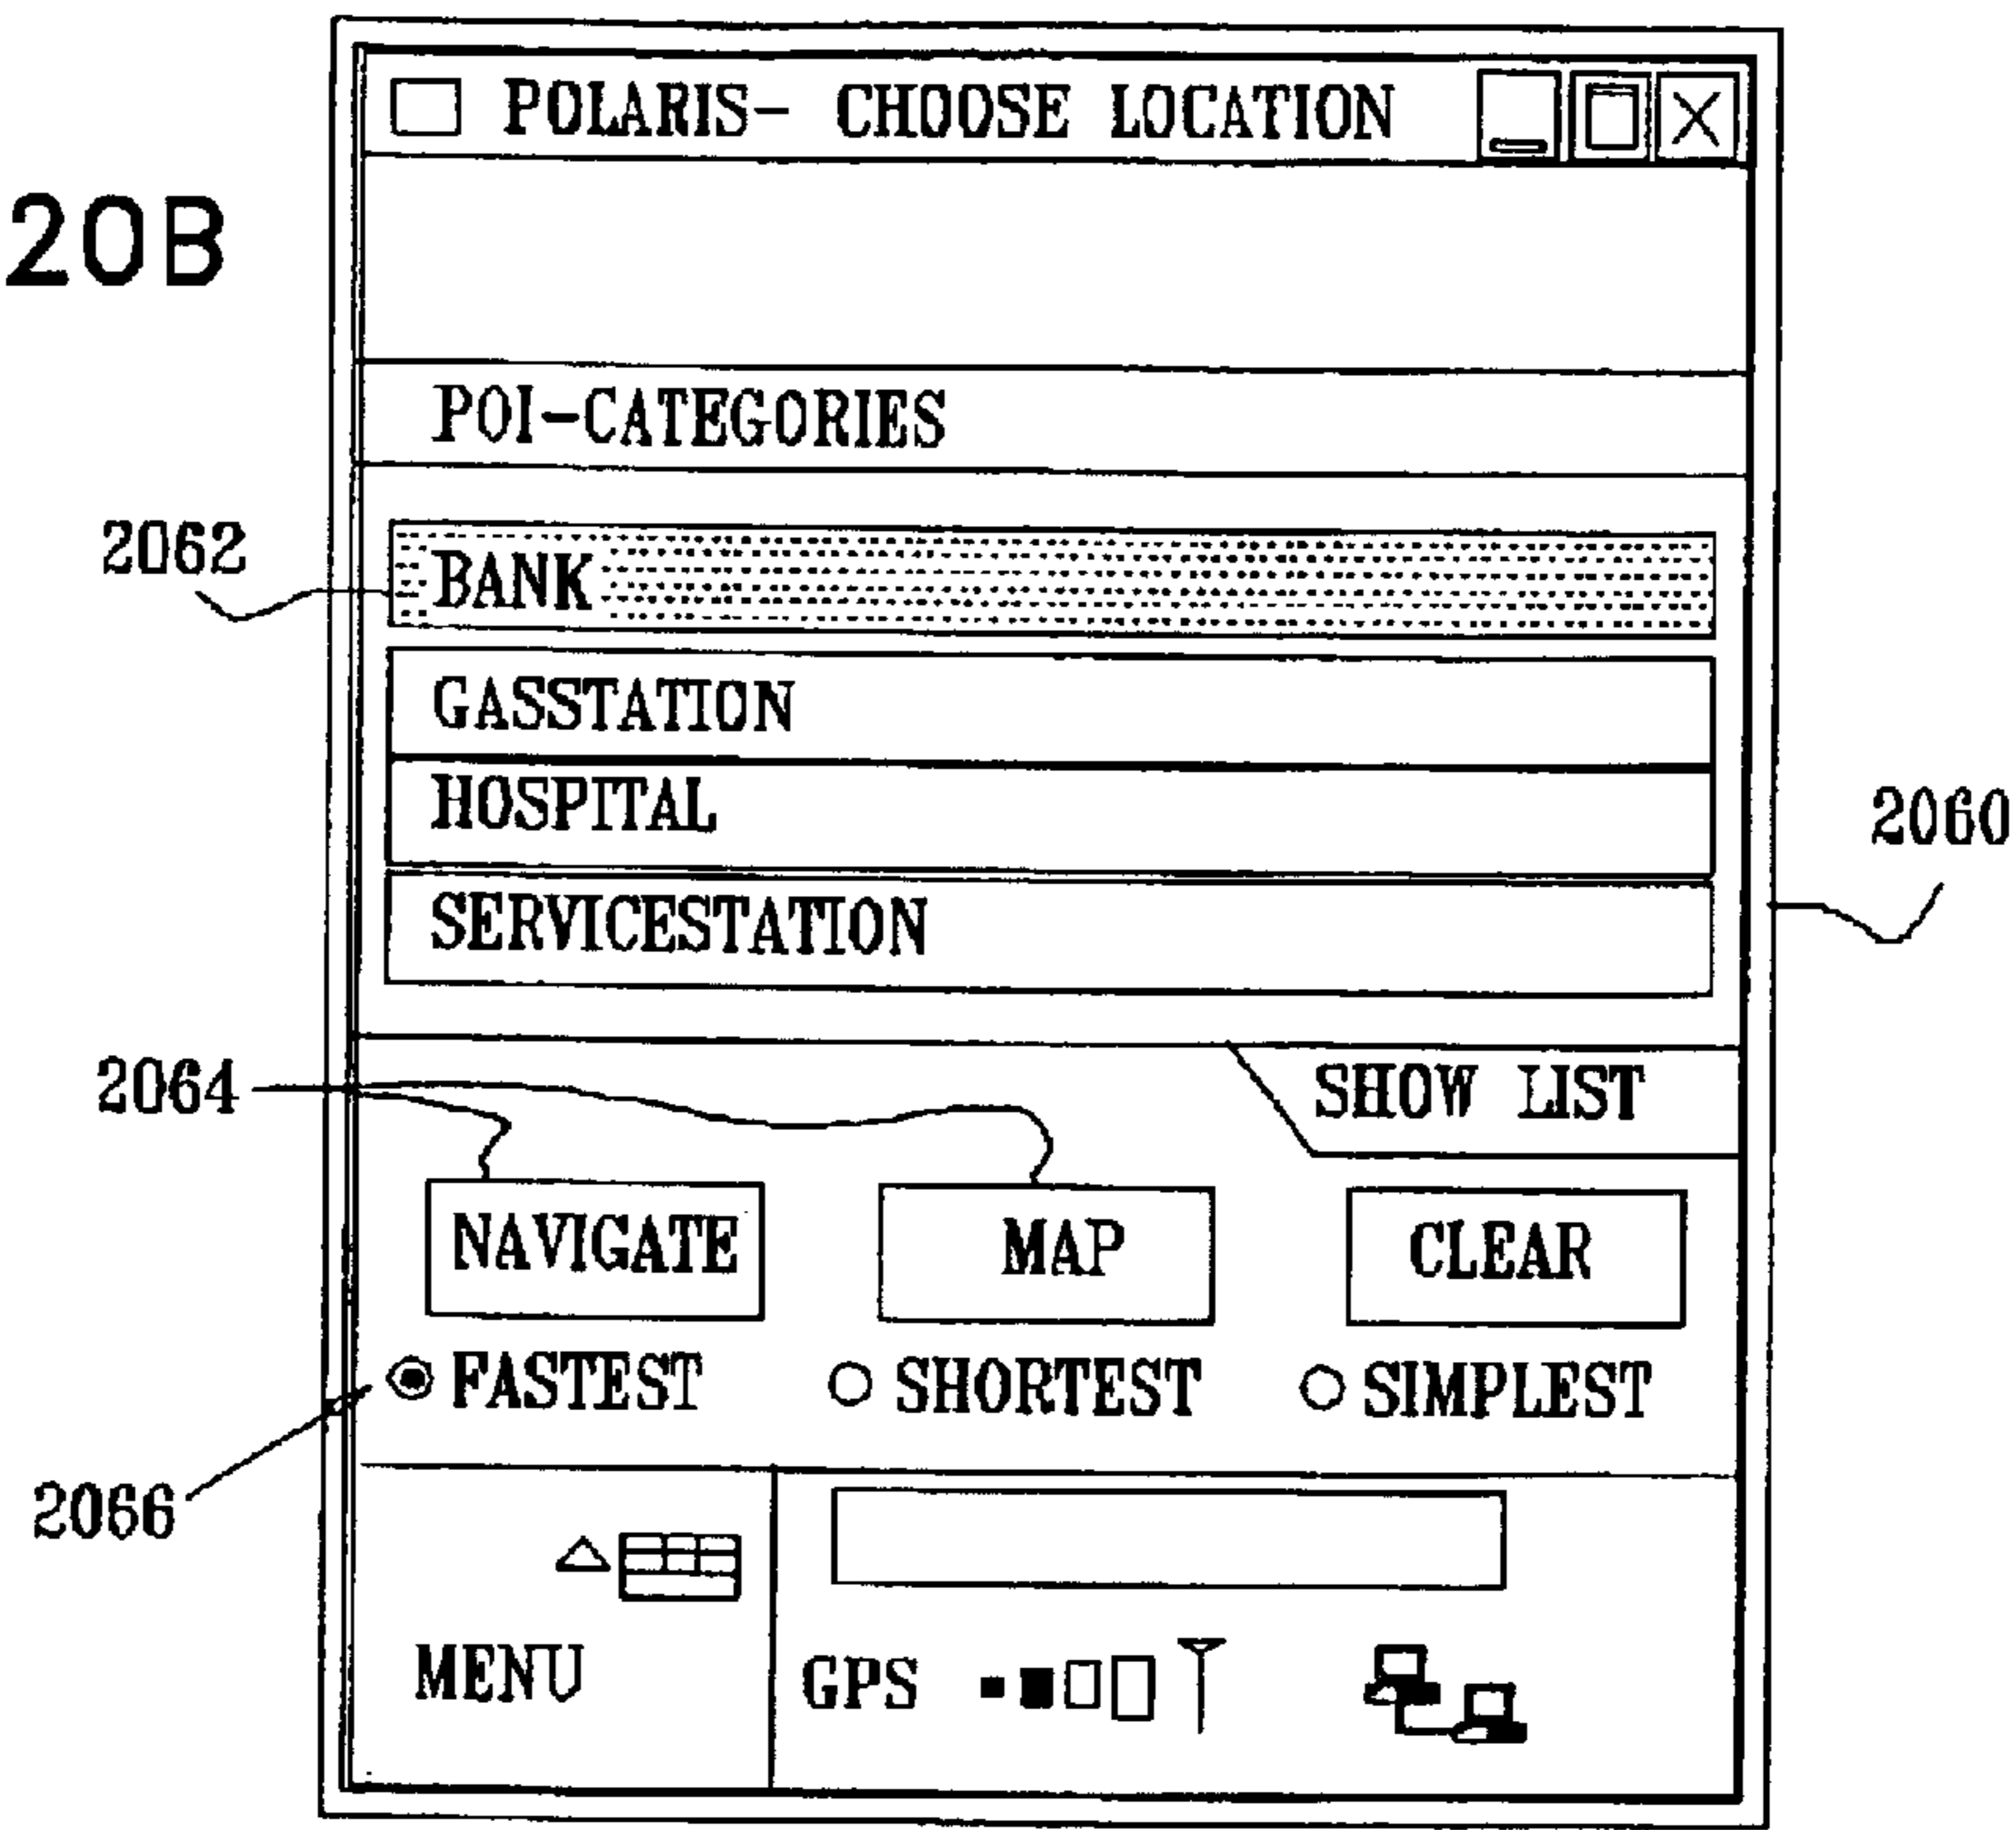 POLARIS- CHOOSE LOCATION
20B
POI-CATEGORIES
2062
BANK
GASSTATION
HOSPITAL
2060
SERVICESTATION
2064
SHOW LIST
NAVIGATE MAP CLEAR
FASTEST SHORTEST SIMPLEST
2066
MENU GPS